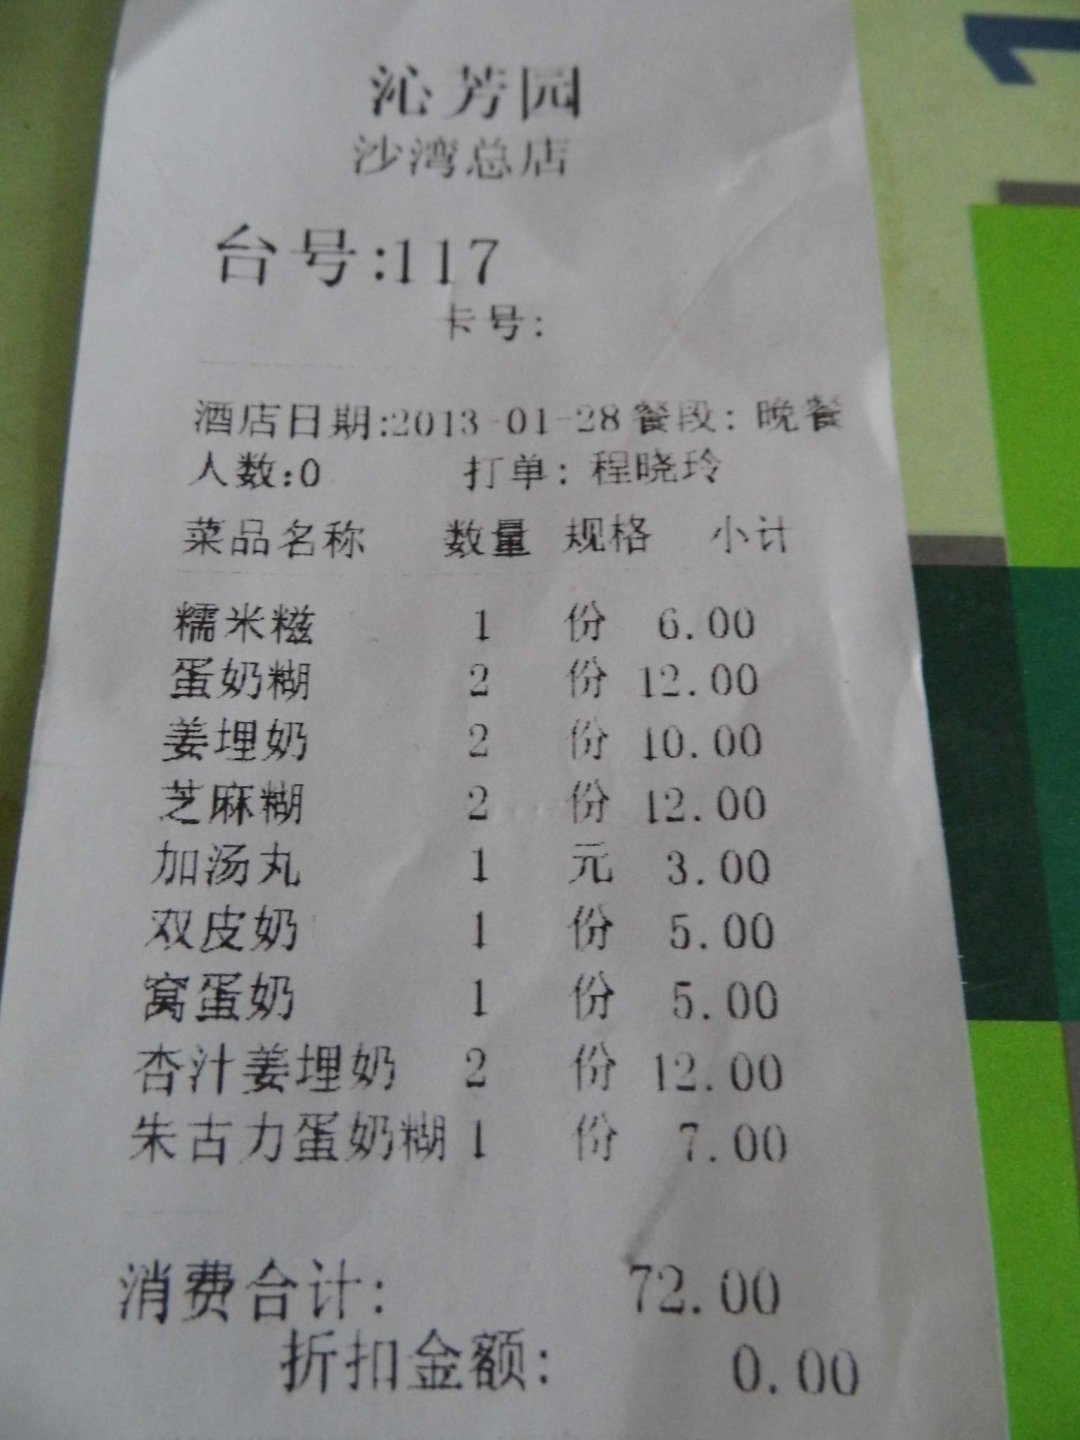 沁芳园
沙湾总店
台号:117
卡号:
酒店日期:2013-01-28 餐段: 晚餐
人数:0 打单: 程晓玲
菜品名称 数量 规格 小计
糯米糍 1 份 6.00
蛋奶糊 2 份 12.00
姜埋奶 2 份 10.00
芝麻糊 2 份 12.00
加汤丸 1 元 3.00
双皮奶 1 份 5.00
窝蛋奶 1 份 5.00
杏汁姜埋奶 2 份 12.00
朱古力蛋奶糊 1 份 7.00
消费合计: 72.00
折扣金额: 0.00
1